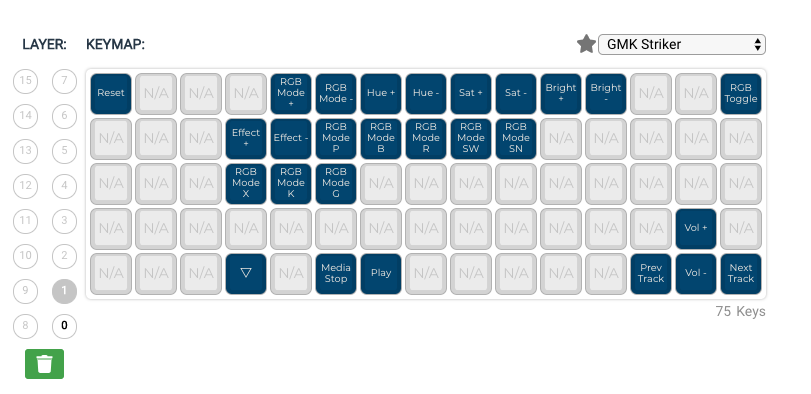 LAYER: KEYMAP: GMK Striker
15 7
14 6
13 5
12 4
11 3
10 2
9 1
8 0
Reset N/A N/A N/A RGB Mode + RGB Mode - Hue + Hue - Sat + Sat - Bright + Bright - N/A N/A RGB Toggle
N/A N/A N/A Effect + Effect - RGB Mode P RGB Mode B RGB Mode R RGB Mode SW RGB Mode SN N/A N/A N/A N/A N/A
N/A N/A N/A RGB Mode X RGB Mode K RGB Mode G N/A N/A N/A N/A N/A N/A N/A N/A N/A
N/A N/A N/A N/A N/A N/A N/A N/A N/A N/A N/A N/A N/A Vol + N/A
N/A N/A N/A ▽ N/A Media Stop Play N/A N/A N/A N/A N/A Prev Track Vol - Next Track
75 Keys